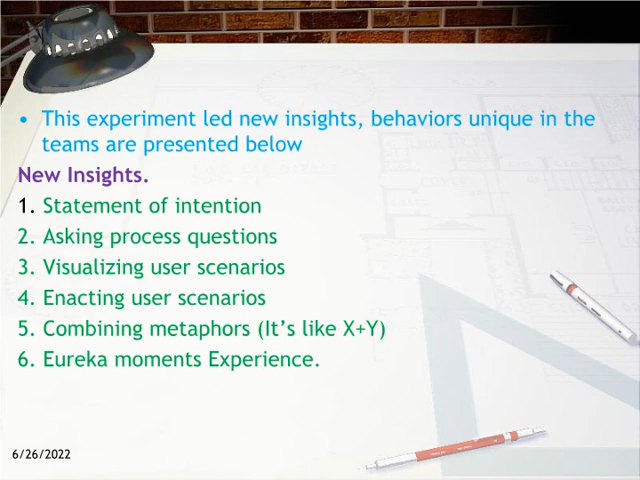 • This experiment led new insights, behaviors unique in the
teams are presented below
New Insights.
1. Statement of intention
2. Asking process questions
3. Visualizing user scenarios
4. Enacting user scenarios
5. Combining metaphors (It's like X+Y)
6. Eureka moments Experience.
6/26/2022